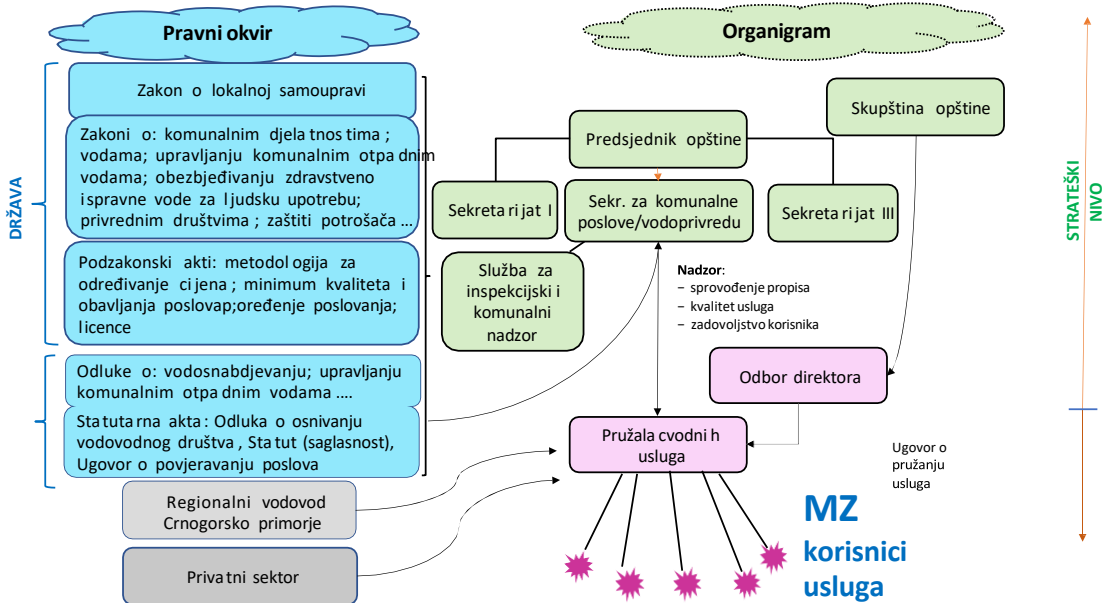 Pravni okvir
Organigram
DRŽAVA
Zakon o lokalnoj samoupravi
Zakoni o: komunalnim djelatnostima;
vodama; upravljanju komunalnim otpadnim
vodama; obezbjeđivanju zdravstveno
ispravne vode za ljudsku upotrebu;
privrednim društvima; zaštiti potrošača ...
Podzakonski akti: metodologija za
određivanje cijena; minimum kvaliteta i
obavljanja poslovap;oređenje poslovanja;
licence
Odluke o: vodosnabdjevanju; upravljanju
komunalnim otpadnim vodama ....
Statutarna akta: Odluka o osnivanju
vodovodnog društva, Statut (saglasnost),
Ugovor o povjeravanju poslova
Regionalni vodovod
Crnogorsko primorje
Privatni sektor
Skupština opštine
Predsjednik opštine
Sekretarijat I
Sekr. za komunalne
poslove/vodoprivredu
Sekretarijat III
Služba za
inspekcijski i
komunalni
nadzor
Nadzor:
– sprovođenje propisa
– kvalitet usluga
– zadovoljstvo korisnika
Odbor direktora
Pružala cvodnih
usluga
Ugovor o
pružanju
usluga
MZ
korisnici
usluga
STRATEŠKI
NIVO